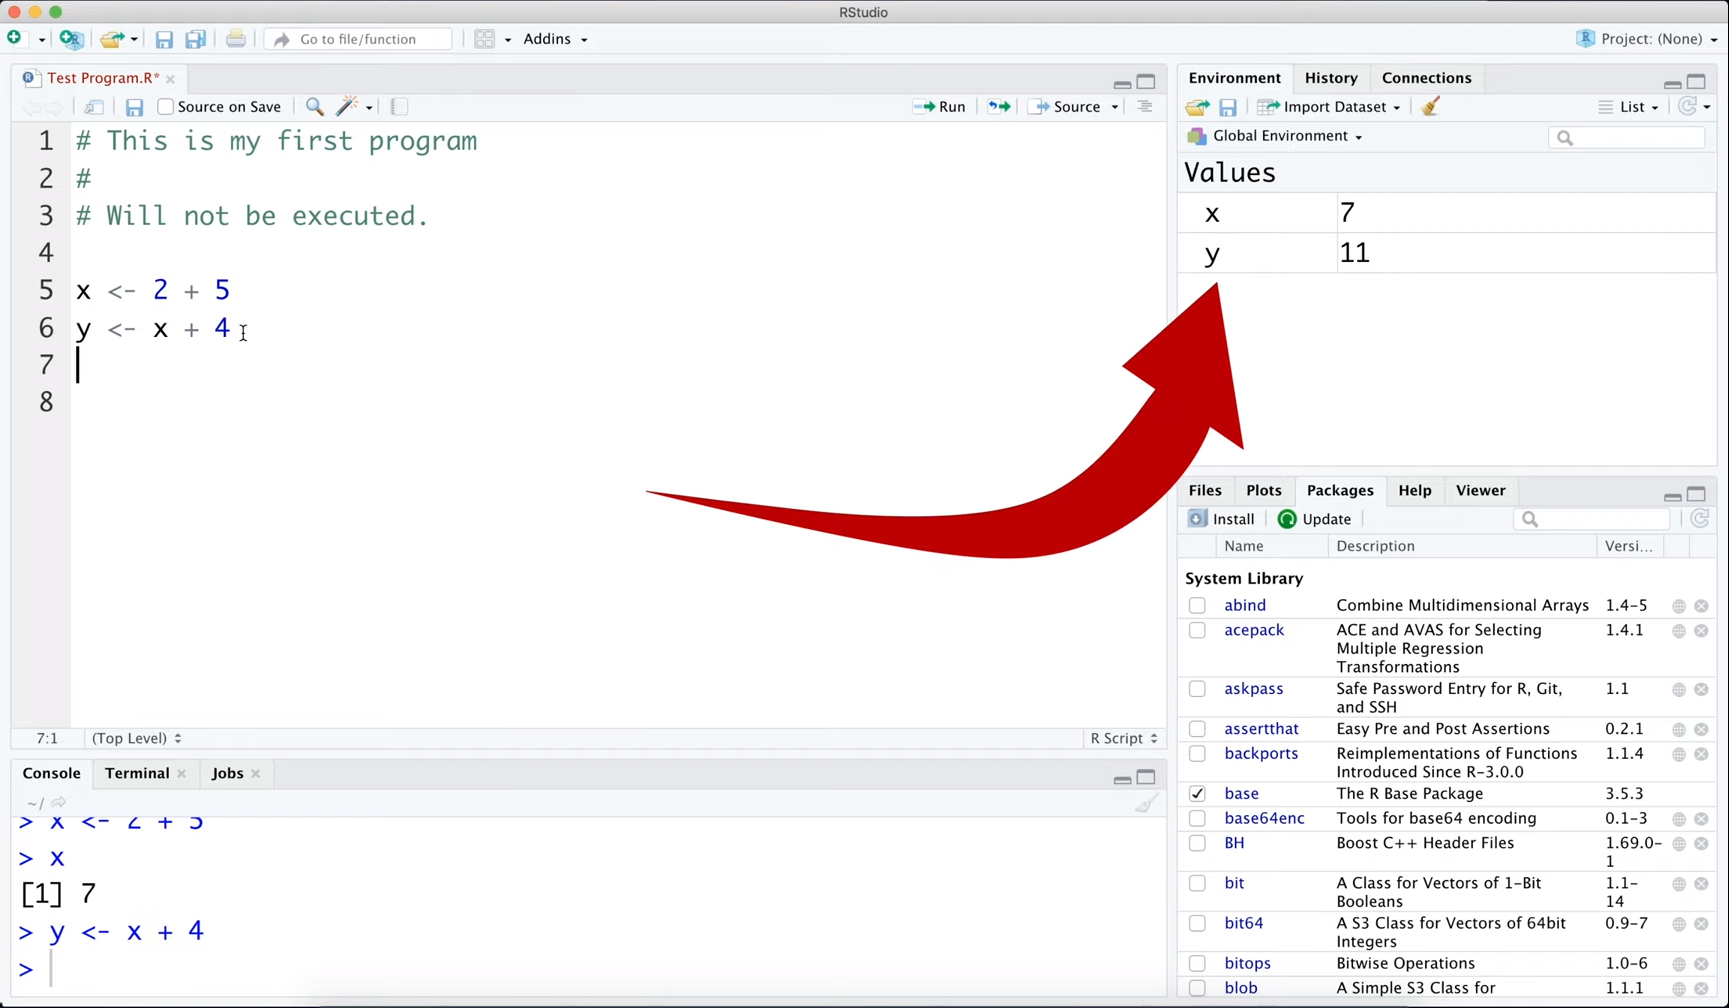 RStudio
Go to file/function
Addins
Project: (None)
Test Program.R*
Source on Save
Run
Source
1 # This is my first program
2 #
3 # Will not be executed.
4
5 x <- 2 + 5
6 y <- x + 4
7
8
7:1 (Top Level)
R Script
Console Terminal Jobs
~/
> x <- 2 + 5
> x
[1] 7
> y <- x + 4
>
Environment History Connections
Import Dataset
List
Global Environment
Values
x 7
y 11
Files Plots Packages Help Viewer
Install Update
Name Description Versi...
System Library
abind Combine Multidimensional Arrays 1.4-5
acepack ACE and AVAS for Selecting 1.4.1
Multiple Regression
Transformations
askpass Safe Password Entry for R, Git, 1.1
and SSH
assertthat Easy Pre and Post Assertions 0.2.1
backports Reimplementations of Functions 1.1.4
Introduced Since R-3.0.0
base The R Base Package 3.5.3
base64enc Tools for base64 encoding 0.1-3
BH Boost C++ Header Files 1.69.0-
1
bit A Class for Vectors of 1-Bit 1.1-
Booleans 14
bit64 A S3 Class for Vectors of 64bit 0.9-7
Integers
bitops Bitwise Operations 1.0-6
blob A Simple S3 Class for 1.1.1